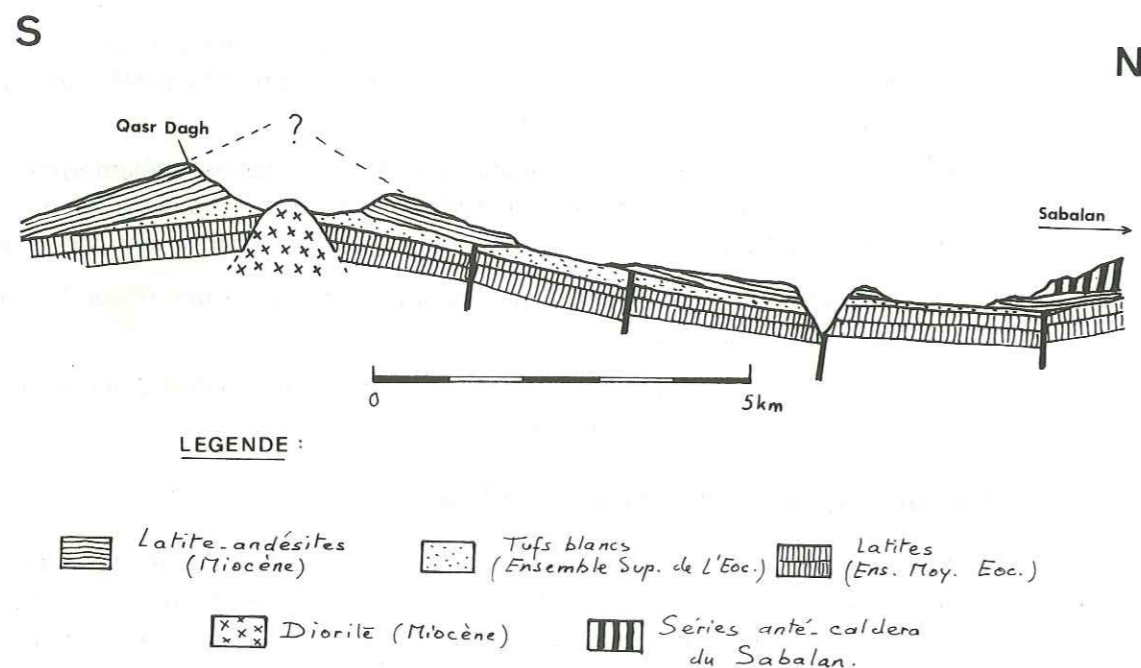 S
N
Qasr Dagh
?
Sabalan
0
5km
LEGENDE :
Latite-andésites
(Miocène)
Tufs blancs
(Ensemble Sup. de L'Eoc.)
Latites
(Ens. Moy. Eoc.)
Diorite (Miocène)
Séries anté-caldera
du Sabalan.